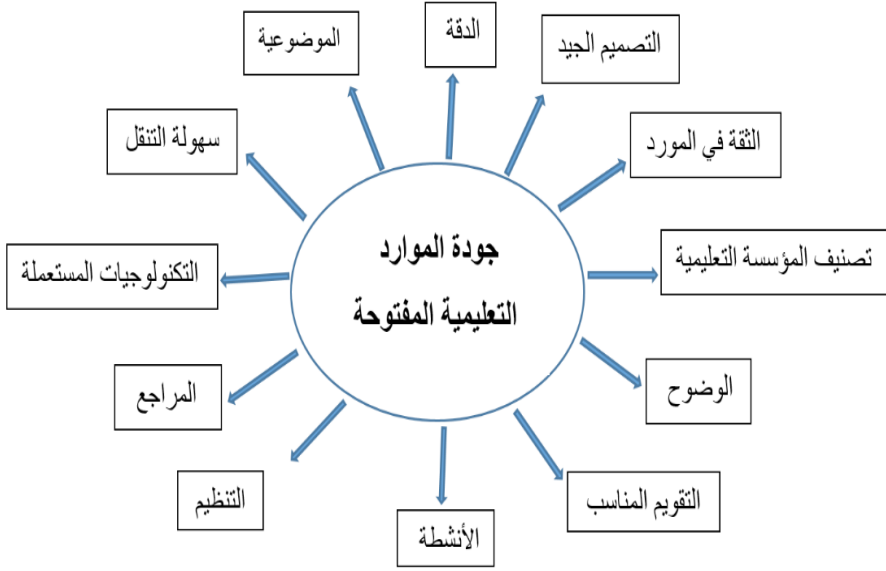 الدقة
التصميم الجيد
الموضوعية
الثقة في المورد
سهولة التنقل
جودة الموارد
التعليمية المفتوحة
تصنيف المؤسسة التعليمية
التكنولوجيات المستعملة
الوضوح
المراجع
التقويم المناسب
التنظيم
الأنشطة